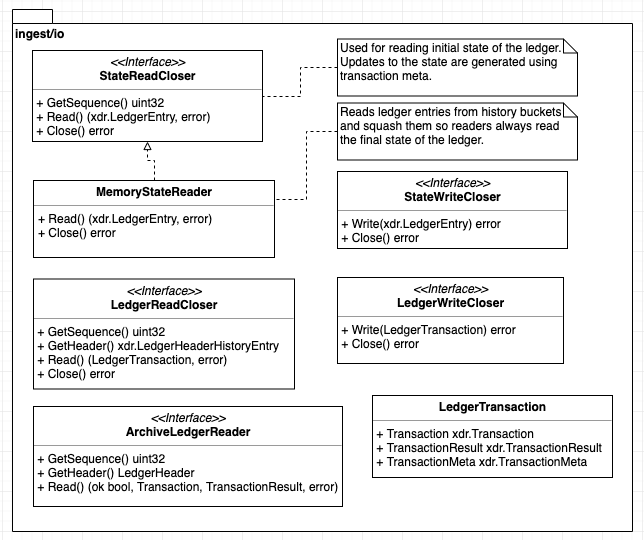 ingest/io
<<Interface>>
StateReadCloser
+ GetSequence() uint32
+ Read() (xdr.LedgerEntry, error)
+ Close() error
Used for reading initial state of the ledger.
Updates to the state are generated using
transaction meta.
Reads ledger entries from history buckets
and squash them so readers always read
the final state of the ledger.
MemoryStateReader
+ Read() (xdr.LedgerEntry, error)
+ Close() error
<<Interface>>
StateWriteCloser
+ Write(xdr.LedgerEntry) error
+ Close() error
<<Interface>>
LedgerReadCloser
+ GetSequence() uint32
+ GetHeader() xdr.LedgerHeaderHistoryEntry
+ Read() (LedgerTransaction, error)
+ Close() error
<<Interface>>
LedgerWriteCloser
+ Write(LedgerTransaction) error
+ Close() error
<<Interface>>
ArchiveLedgerReader
+ GetSequence() uint32
+ GetHeader() LedgerHeader
+ Read() (ok bool, Transaction, TransactionResult, error)
LedgerTransaction
+ Transaction xdr.Transaction
+ TransactionResult xdr.TransactionResult
+ TransactionMeta xdr.TransactionMeta